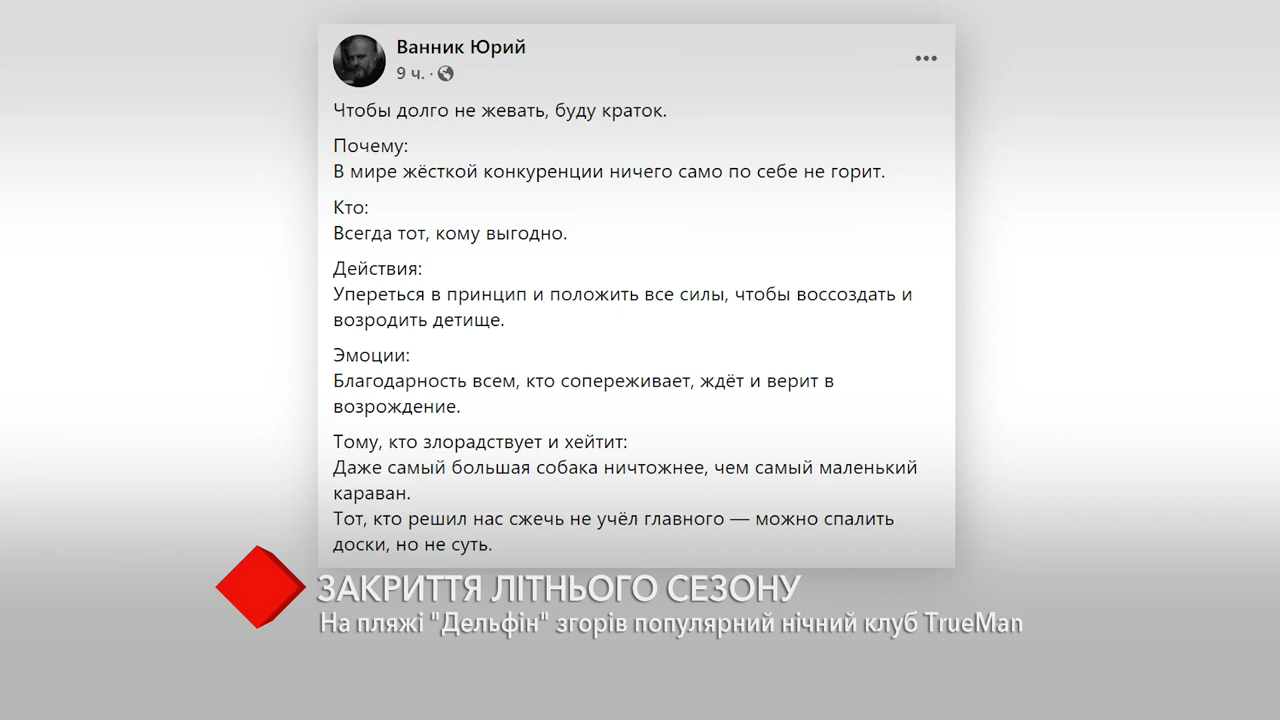 Ванник Юрий
9 ч. ·
Чтобы долго не жевать, буду краток.
Почему:
В мире жёсткой конкуренции ничего само по себе не горит.
Кто:
Всегда тот, кому выгодно.
Действия:
Упереться в принцип и положить все силы, чтобы воссоздать и
возродить детище.
Эмоции:
Благодарность всем, кто сопереживает, ждёт и верит в
возрождение.
Тому, кто злорадствует и хейтит:
Даже самый большая собака ничтожнее, чем самый маленький
караван.
Тот, кто решил нас сжечь не учёл главного — можно спалить
доски, но не суть.
ЗАКРИТТЯ ЛІТНЬОГО СЕЗОНУ
На пляжі "Дельфін" згорів популярний нічний клуб TrueMan